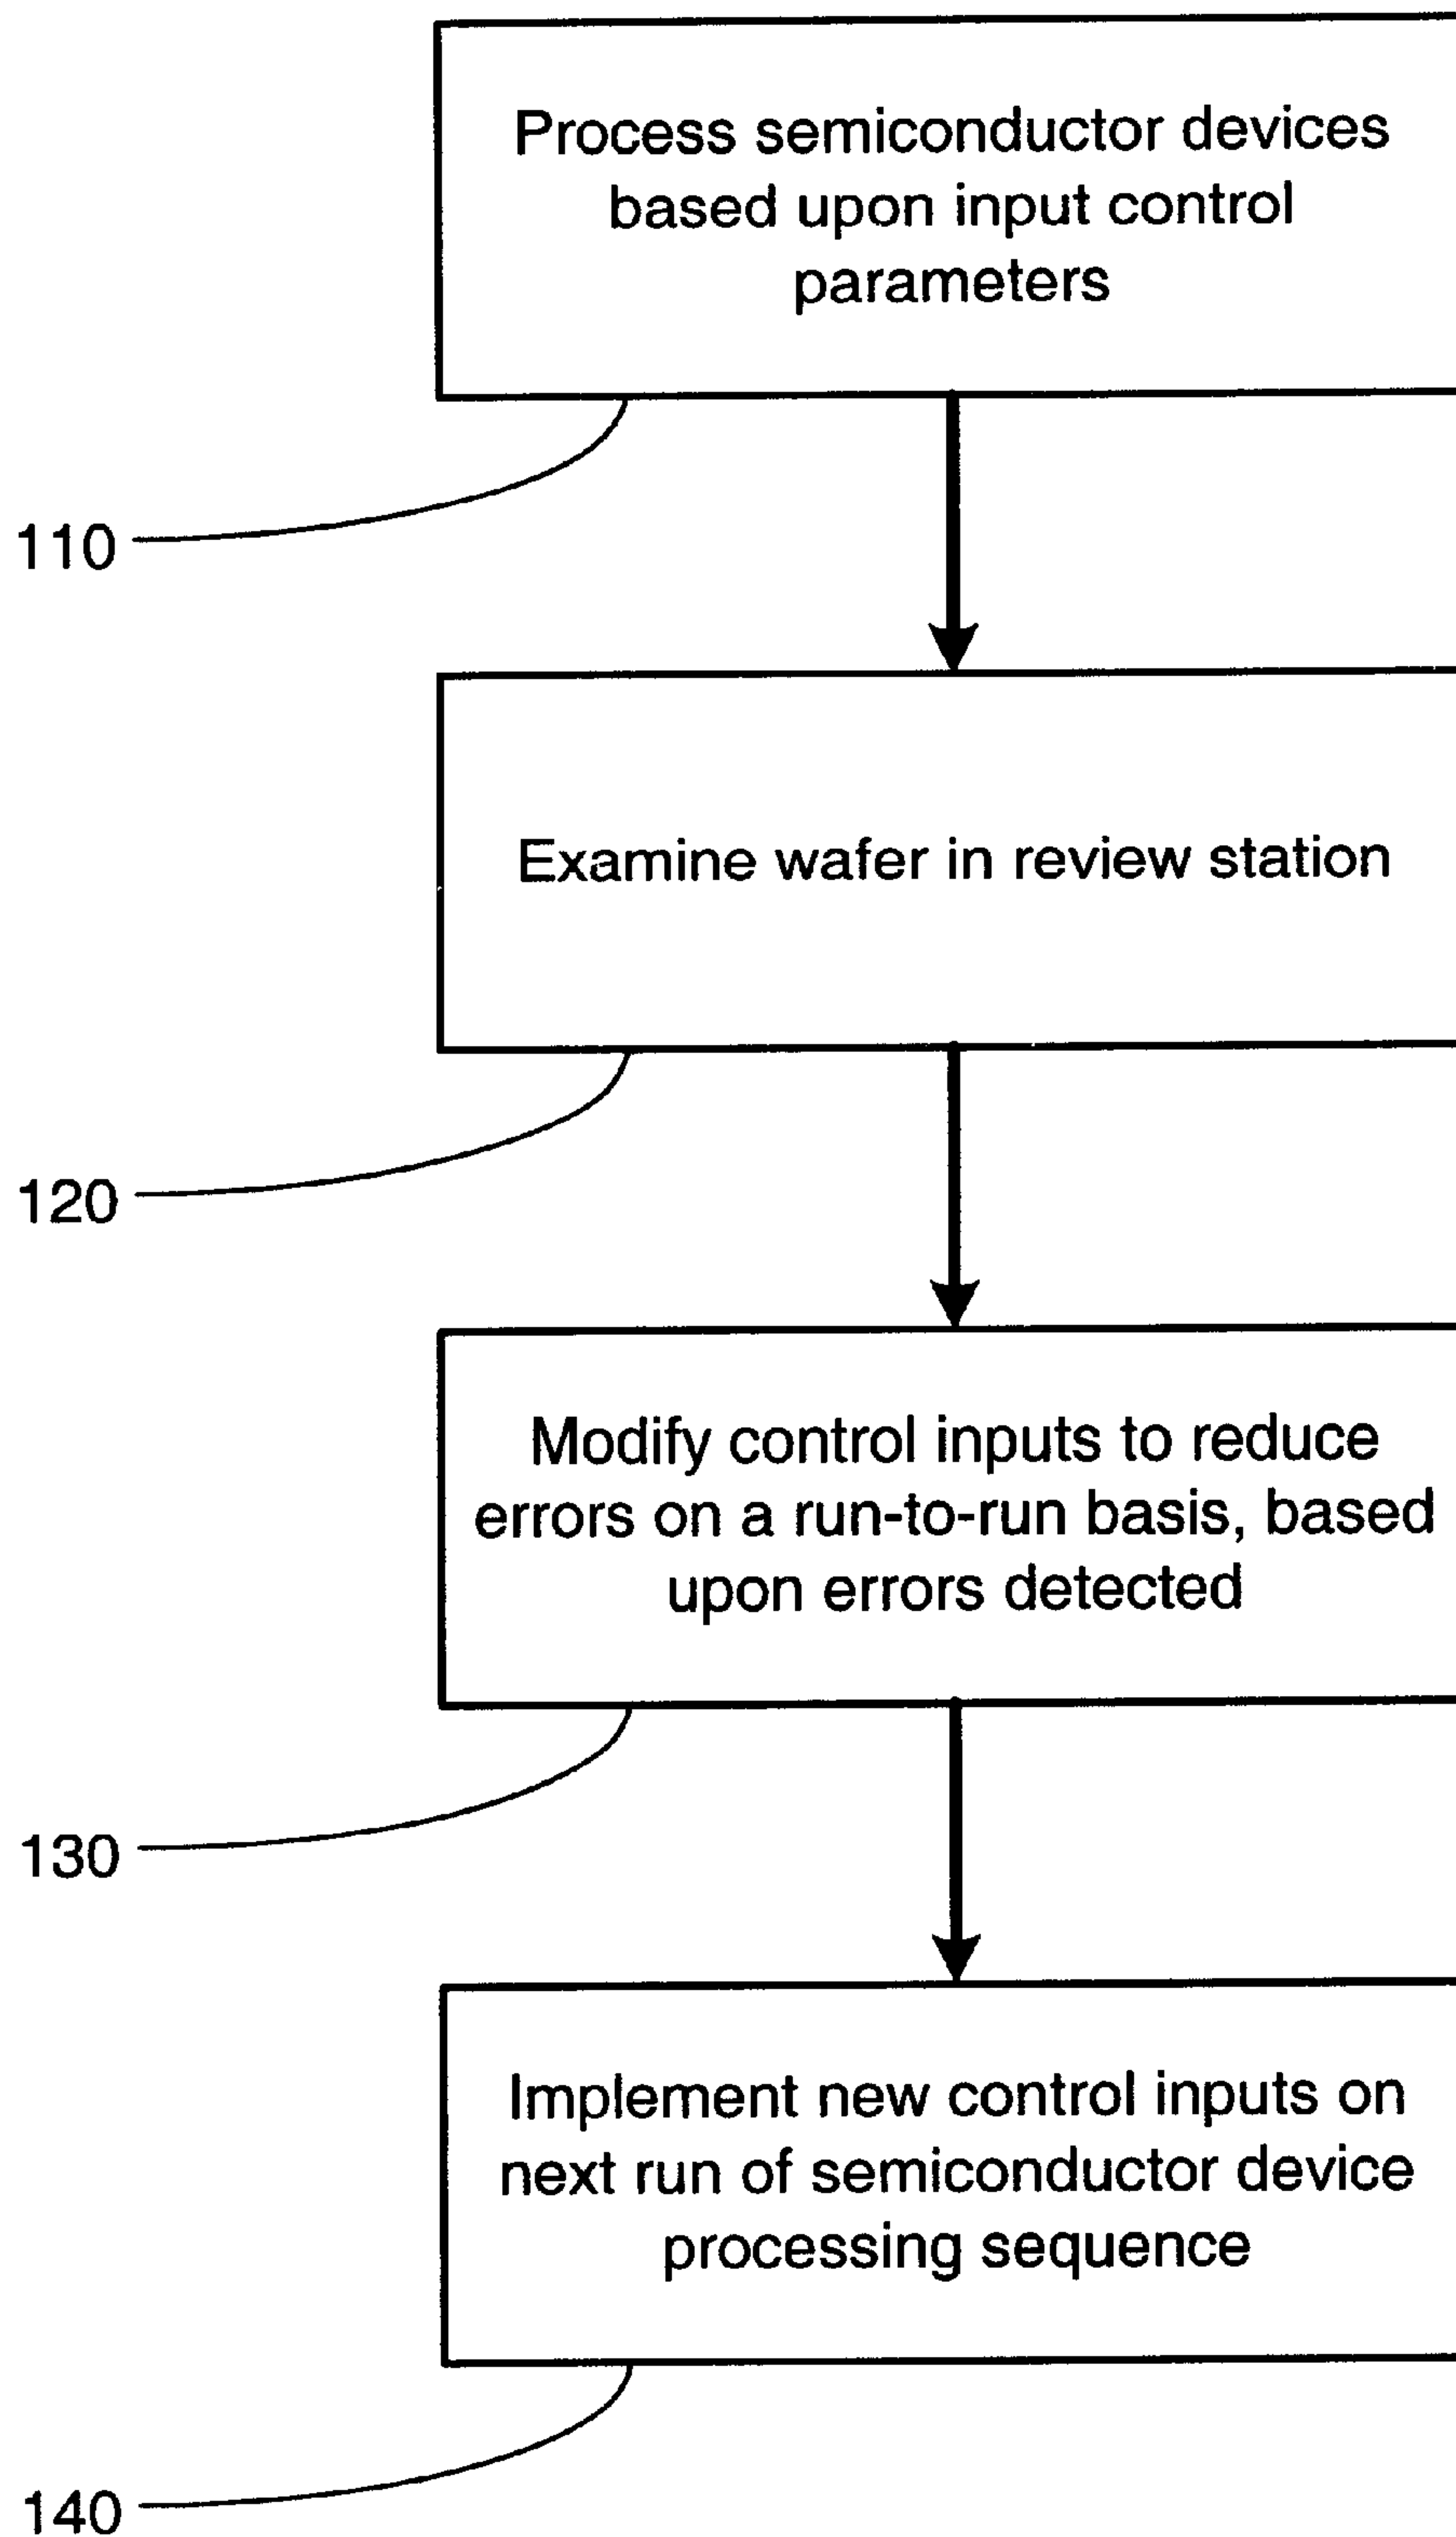 Process semiconductor devices
based upon input control
parameters
110
Examine wafer in review station
120
Modify control inputs to reduce
errors on a run-to-run basis, based
upon errors detected
130
Implement new control inputs on
next run of semiconductor device
processing sequence
140